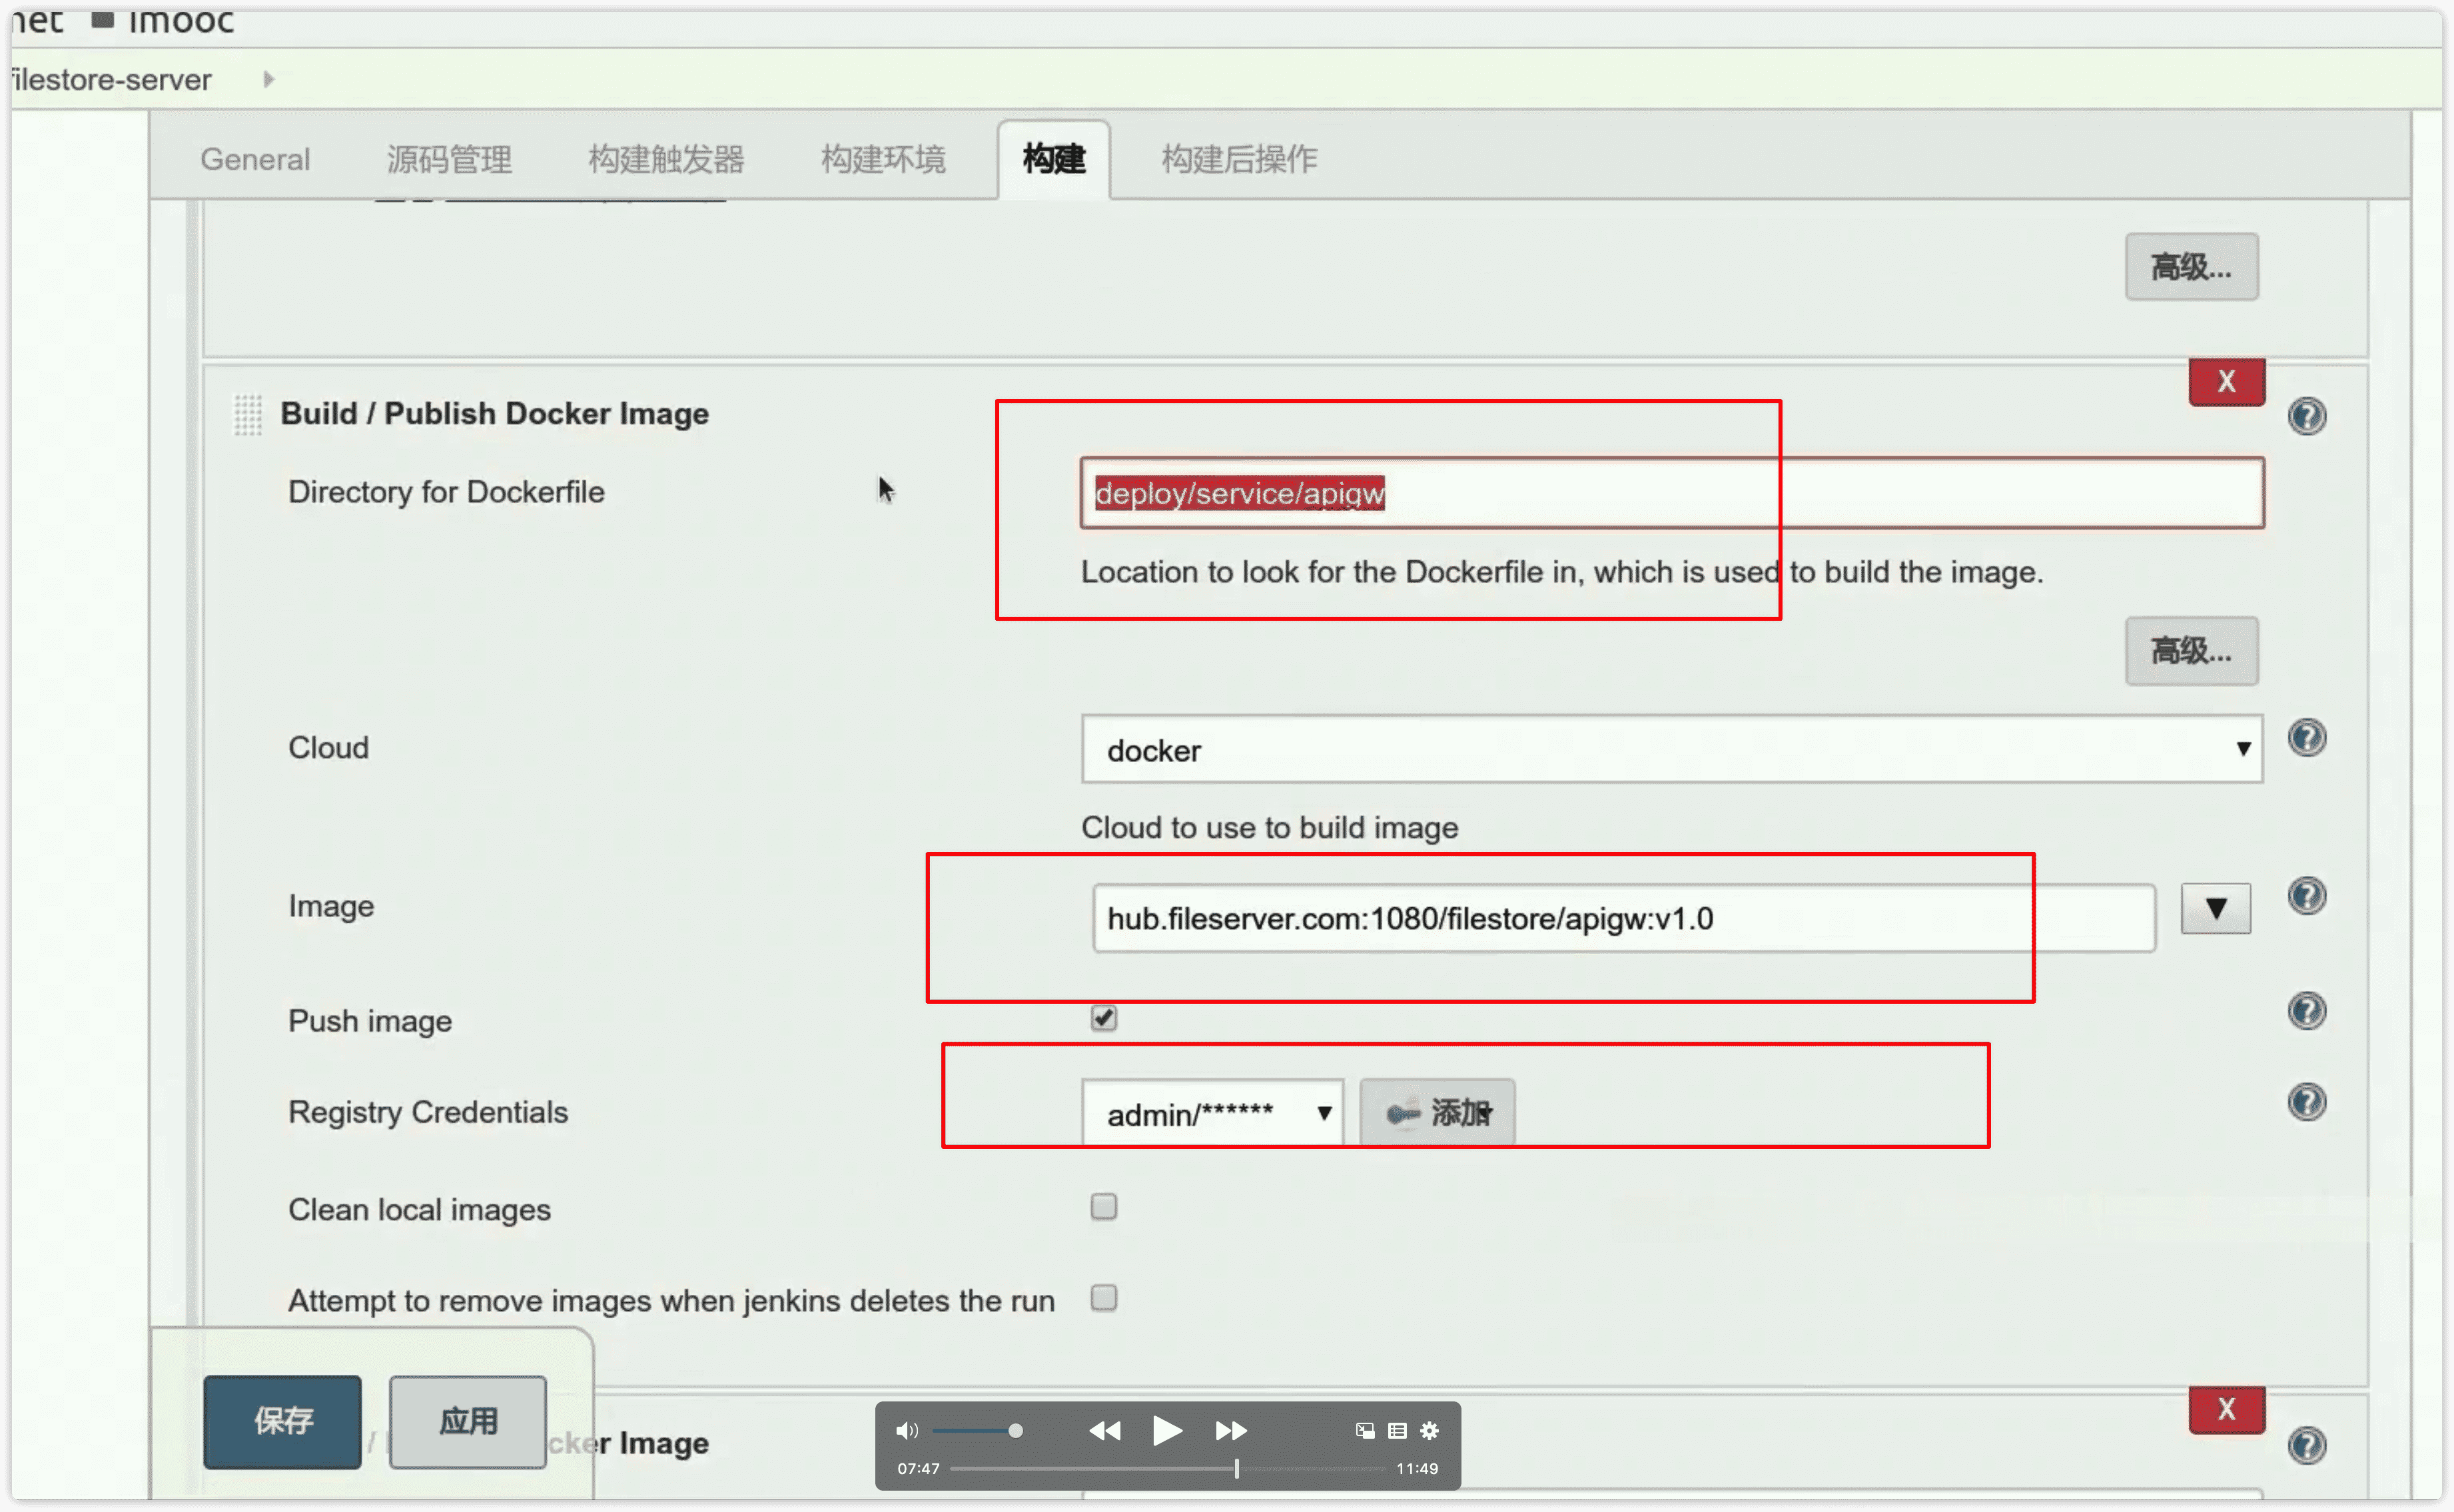 net imooc
filestore-server
General 源码管理 构建触发器 构建环境 构建 构建后操作
高级...
X
Build / Publish Docker Image
Directory for Dockerfile
deploy/service/apigw
Location to look for the Dockerfile in, which is used to build the image.
高级...
Cloud
docker
Cloud to use to build image
Image
hub.fileserver.com:1080/filestore/apigw:v1.0
Push image
Registry Credentials
admin/******
添加
Clean local images
Attempt to remove images when jenkins deletes the run
保存 应用
X
cker Image
07:47 11:49